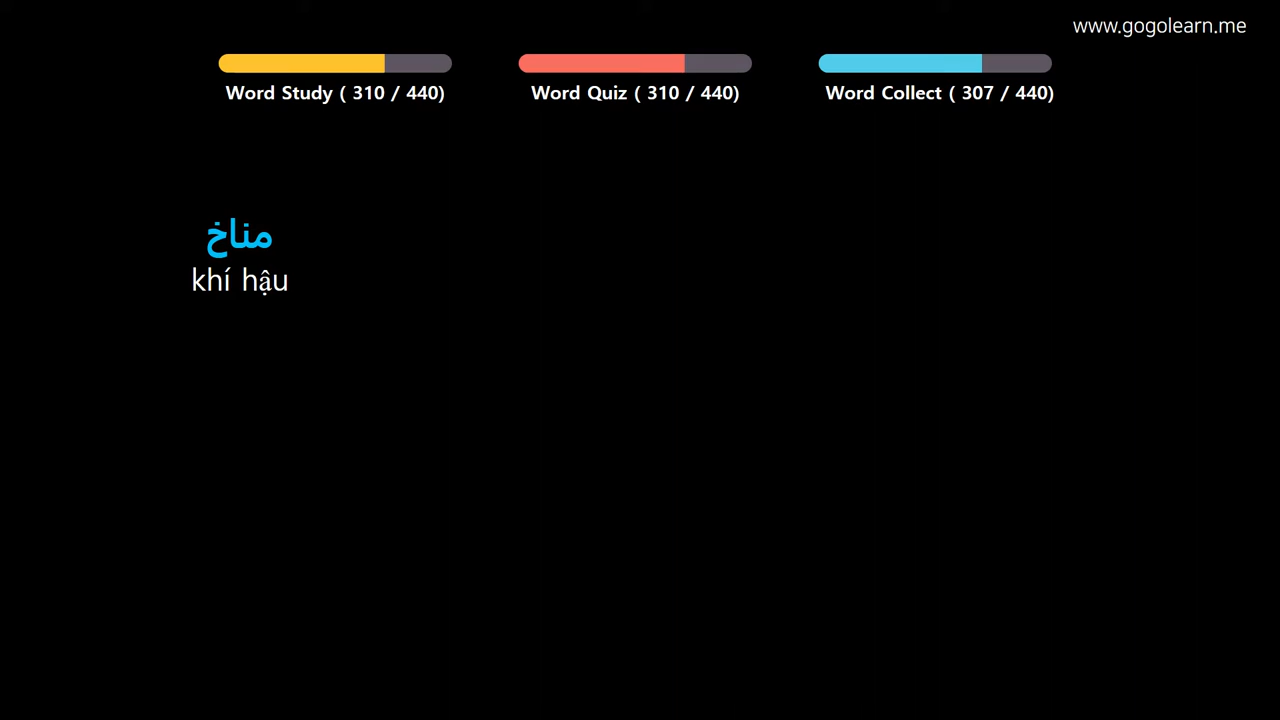 www.gogolearn.me
Word Study ( 310 / 440)
Word Quiz ( 310 / 440)
Word Collect ( 307 / 440)
مناخ
khí hậu